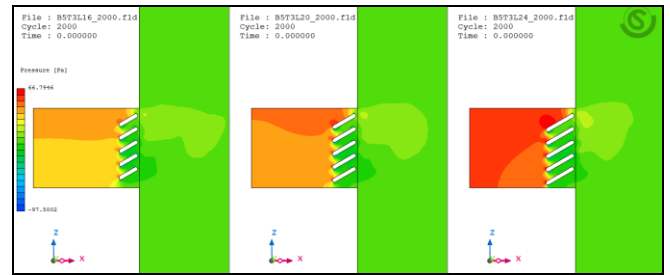 File : B5T3L16_2000.fld
Cycle: 2000
Time : 0.000000
Pressure [Pa]
66.7946
-97.5002
Z
X
File : B5T3L20_2000.fld
Cycle: 2000
Time : 0.000000
Z
X
File : B5T3L24_2000.fld
Cycle: 2000
Time : 0.000000
Z
X